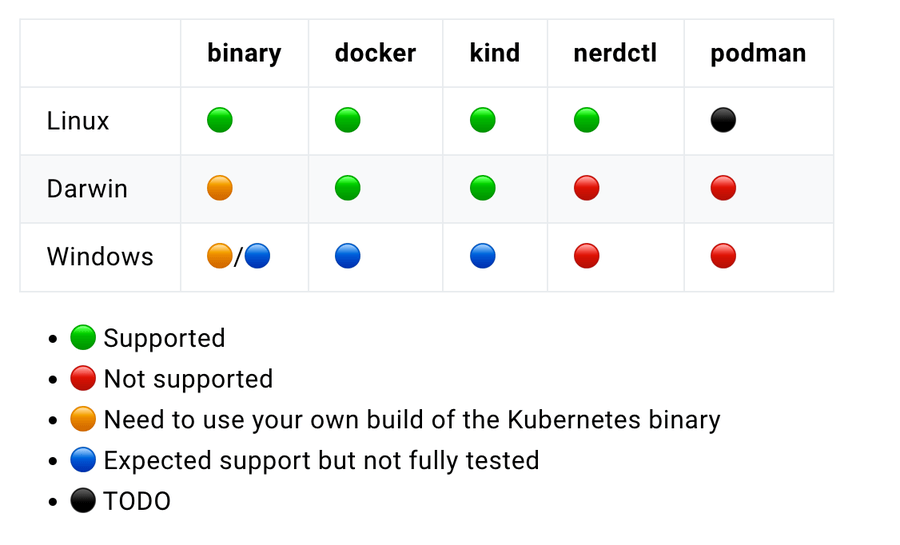 binary docker kind nerdctl podman
Linux 🟢 🟢 🟢 🟢 ⚫
Darwin 🟠 🟢 🟢 🔴 🔴
Windows 🟠/🔵 🔵 🔵 🔴 🔴
• 🟢 Supported
• 🔴 Not supported
• 🟠 Need to use your own build of the Kubernetes binary
• 🔵 Expected support but not fully tested
• ⚫ TODO